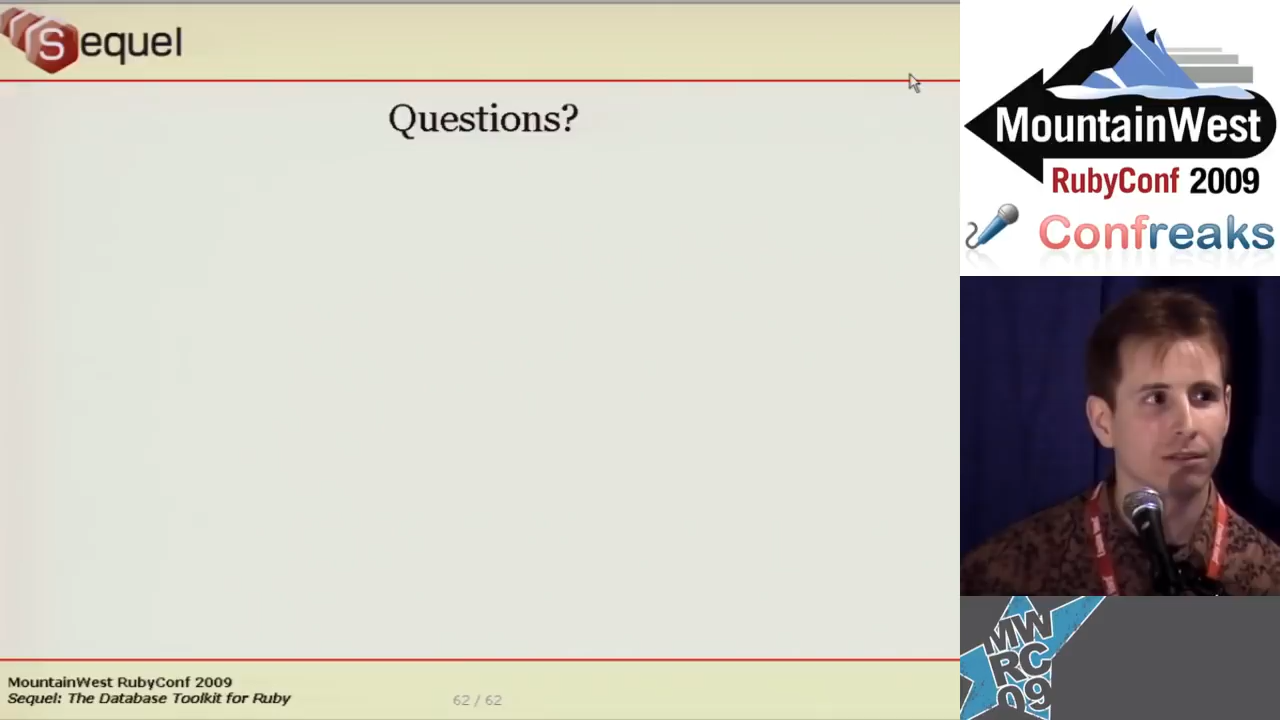 Sequel
Questions?
MountainWest RubyConf 2009
Sequel: The Database Toolkit for Ruby
62 / 62
MountainWest
RubyConf 2009
Confreaks
MW
RC
09